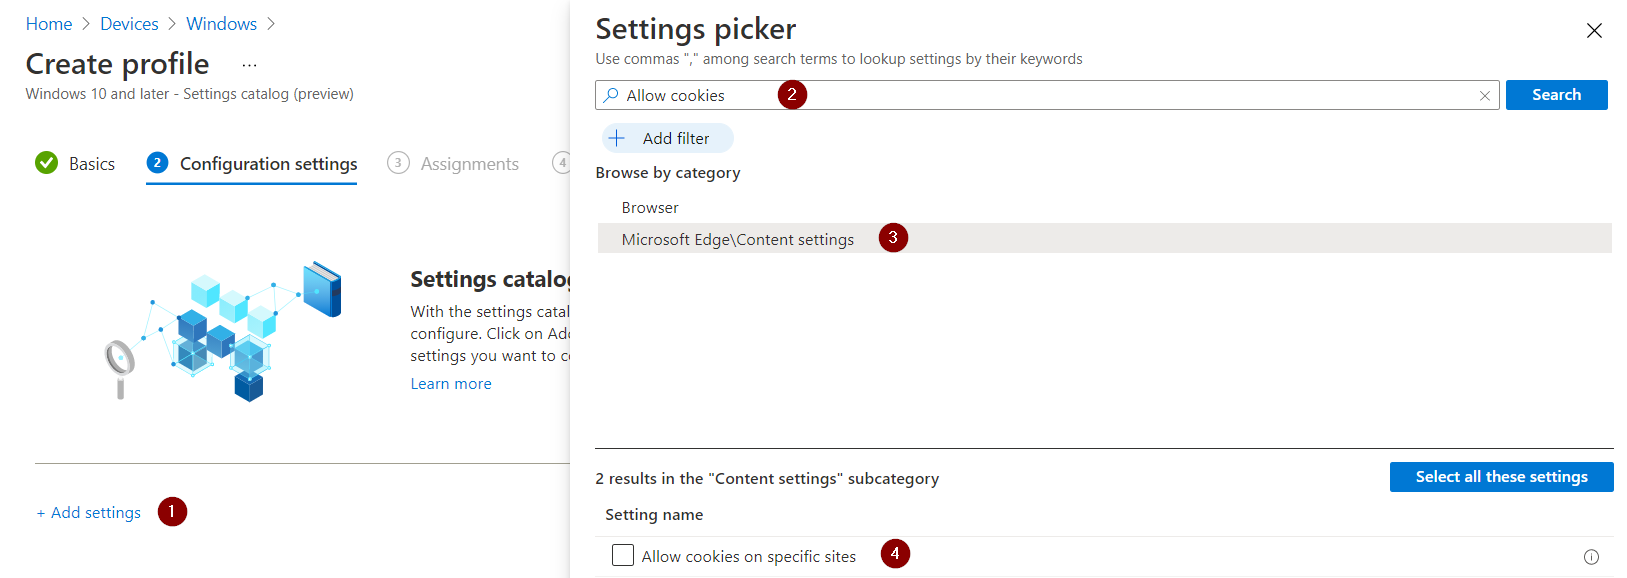 Home > Devices > Windows >
Create profile ...
Windows 10 and later - Settings catalog (preview)
Basics 2 Configuration settings 3 Assignments 4
Settings catalog
With the settings catal
configure. Click on Add
settings you want to c
Learn more
+ Add settings 1
Settings picker
Use commas "," among search terms to lookup settings by their keywords
Allow cookies 2 Search
Add filter
Browse by category
Browser
Microsoft Edge\Content settings 3
2 results in the "Content settings" subcategory Select all these settings
Setting name
Allow cookies on specific sites 4